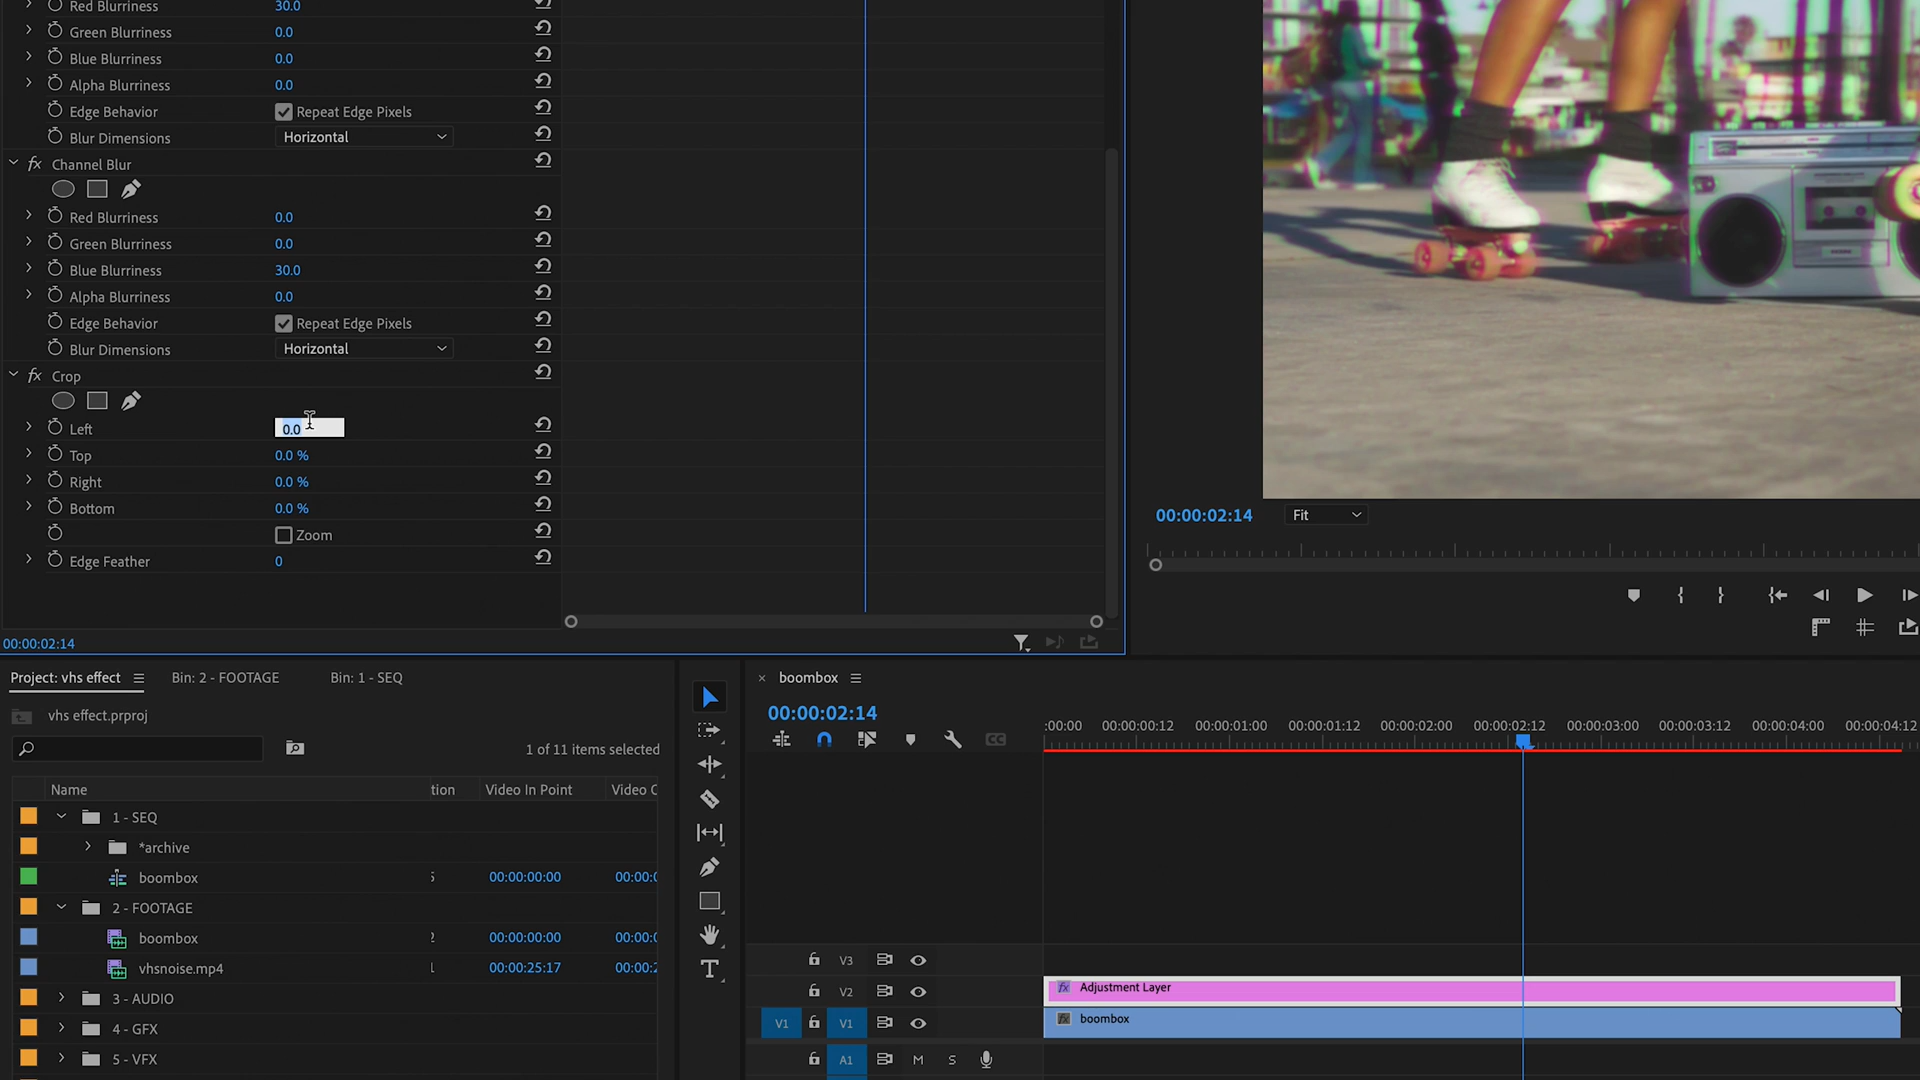 Red Blurriness 30.0
Green Blurriness 0.0
Blue Blurriness 0.0
Alpha Blurriness 0.0
Edge Behavior Repeat Edge Pixels
Blur Dimensions Horizontal
fx Channel Blur
Red Blurriness 0.0
Green Blurriness 0.0
Blue Blurriness 30.0
Alpha Blurriness 0.0
Edge Behavior Repeat Edge Pixels
Blur Dimensions Horizontal
fx Crop
Left 0.0
Top 0.0 %
Right 0.0 %
Bottom 0.0 %
Zoom
Edge Feather 0
00:00:02:14
00:00:02:14 Fit
Project: vhs effect Bin: 2 - FOOTAGE Bin: 1 - SEQ
vhs effect.prproj
1 of 11 items selected
Name tion Video In Point Video
1 - SEQ
*archive
boombox 5 00:00:00:00 00:00:
2 - FOOTAGE
boombox 2 00:00:00:00 00:00:
vhsnoise.mp4 1 00:00:25:17 00:00:2
3 - AUDIO
4 - GFX
5 - VFX
T
× boombox
00:00:02:14
CC
:00:00 00:00:00:12 00:00:01:00 00:00:01:12 00:00:02:00 00:00:02:12 00:00:03:00 00:00:03:12 00:00:04:00 00:00:04:12
V3
V2
fx Adjustment Layer
V1 V1
fx boombox
A1 M S